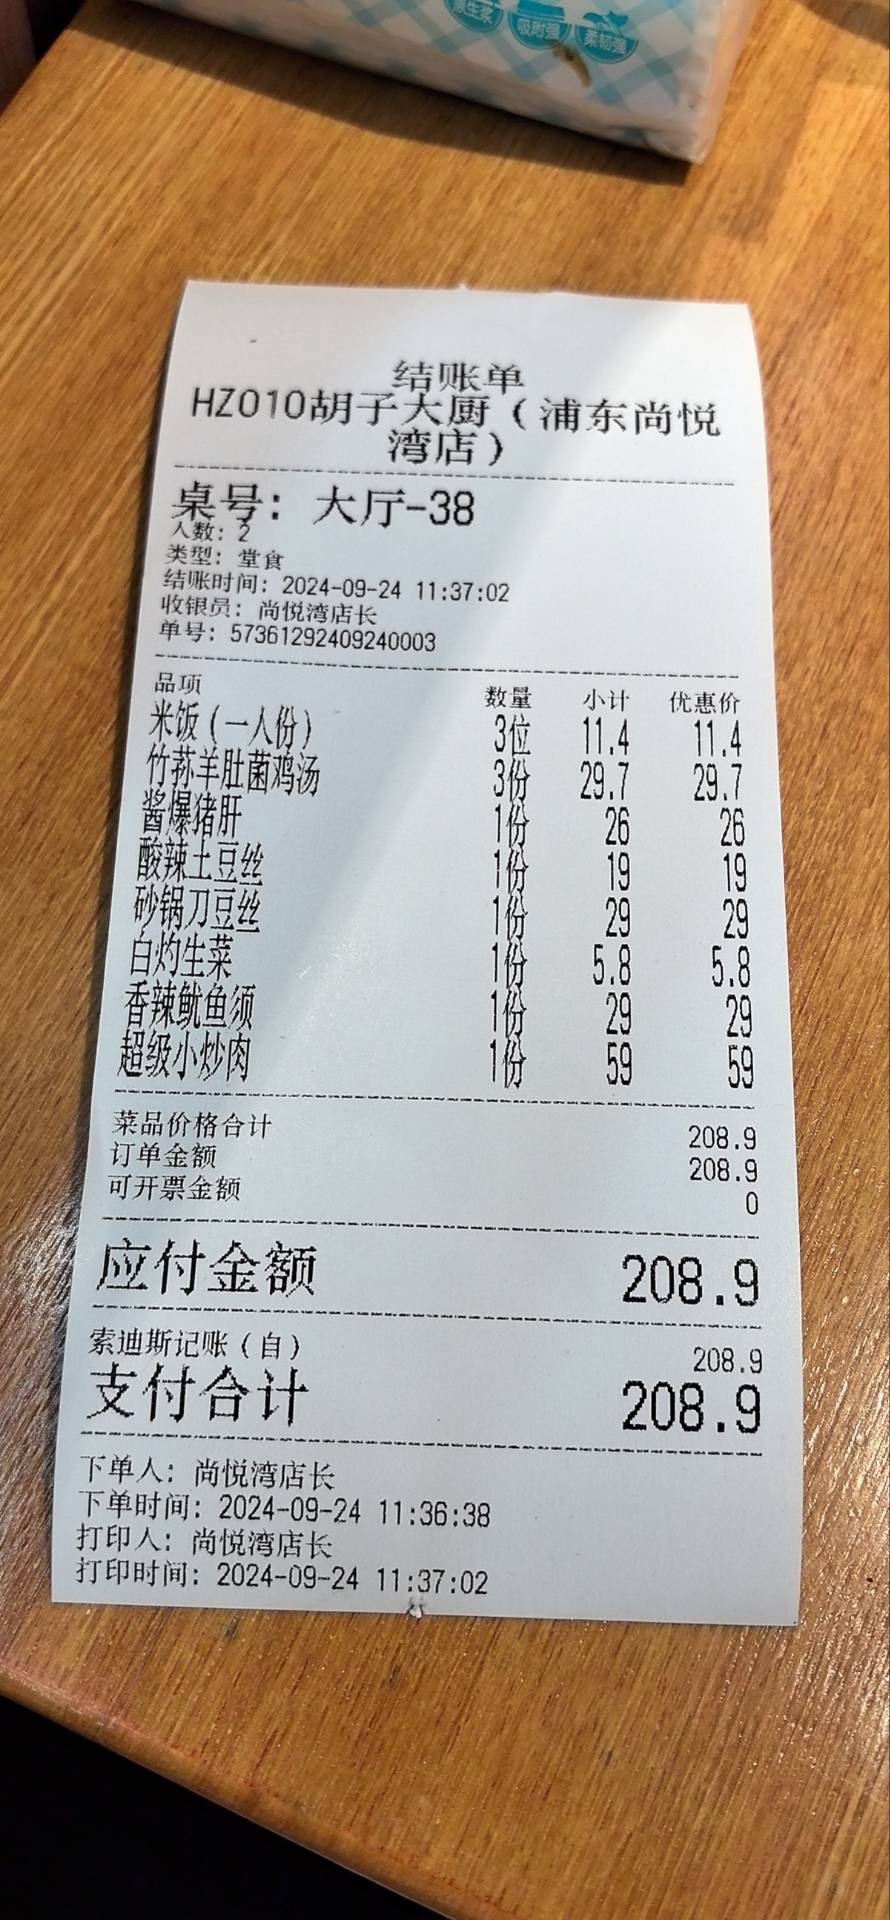 原生浆 吸附强 柔韧强
结账单
HZ010胡子大厨（浦东尚悦
湾店）
桌号：大厅-38
人数：2
类型：堂食
结账时间：2024-09-24 11:37:02
收银员：尚悦湾店长
单号：573612924092400​03
品项 数量 小计 优惠价
米饭（一人份） 3位 11.4 11.4
竹荪羊肚菌鸡汤 3份 29.7 29.7
酱爆猪肝 1份 26 26
酸辣土豆丝 1份 19 19
砂锅刀豆丝 1份 29 29
白灼生菜 1份 5.8 5.8
香辣鱿鱼须 1份 29 29
超级小炒肉 1份 59 59
菜品价格合计 208.9
订单金额 208.9
可开票金额 0
应付金额 208.9
索迪斯记账（自） 208.9
支付合计 208.9
下单人：尚悦湾店长
下单时间：2024-09-24 11:36:38
打印人：尚悦湾店长
打印时间：2024-09-24 11:37:02